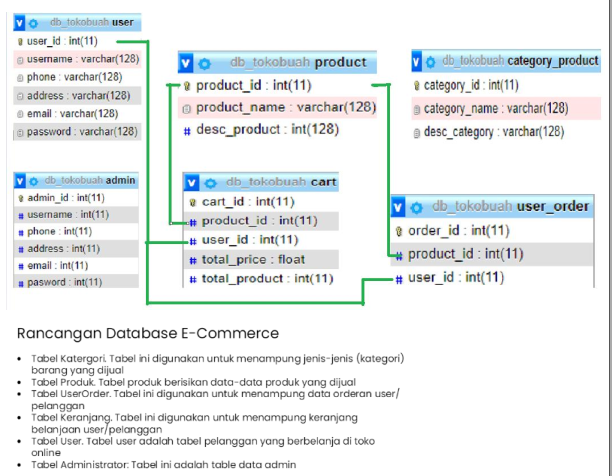 db_tokobuah user
user_id : int(11)
username : varchar(128)
phone : varchar(128)
address : varchar(128)
email : varchar(128)
password : varchar(128)
db_tokobuah product
product_id : int(11)
product_name : varchar(128)
desc_product : int(128)
db_tokobuah category_product
category_id : int(11)
category_name : varchar(128)
desc_category : varchar(128)
db_tokobuah admin
admin_id : int(11)
username : int(11)
phone : int(11)
address : int(11)
email : int(11)
pasword : int(11)
db_tokobuah cart
cart_id : int(11)
product_id : int(11)
user_id : int(11)
total_price : float
total_product : int(11)
db_tokobuah user_order
order_id : int(11)
product_id : int(11)
user_id : int(11)
Rancangan Database E-Commerce
• Tabel Katergori. Tabel ini digunakan untuk menampung jenis-jenis (kategori)
barang yang dijual
• Tabel Produk. Tabel produk berisikan data-data produk yang dijual
• Tabel UserOrder. Tabel ini digunakan untuk menampung data orderan user/
pelanggan
• Tabel Keranjang. Tabel ini digunakan untuk menampung keranjang
belanjaan user/pelanggan
• Tabel User. Tabel user adalah tabel pelanggan yang berbelanja di toko
online
• Tabel Administrator: Tabel ini adalah table data admin